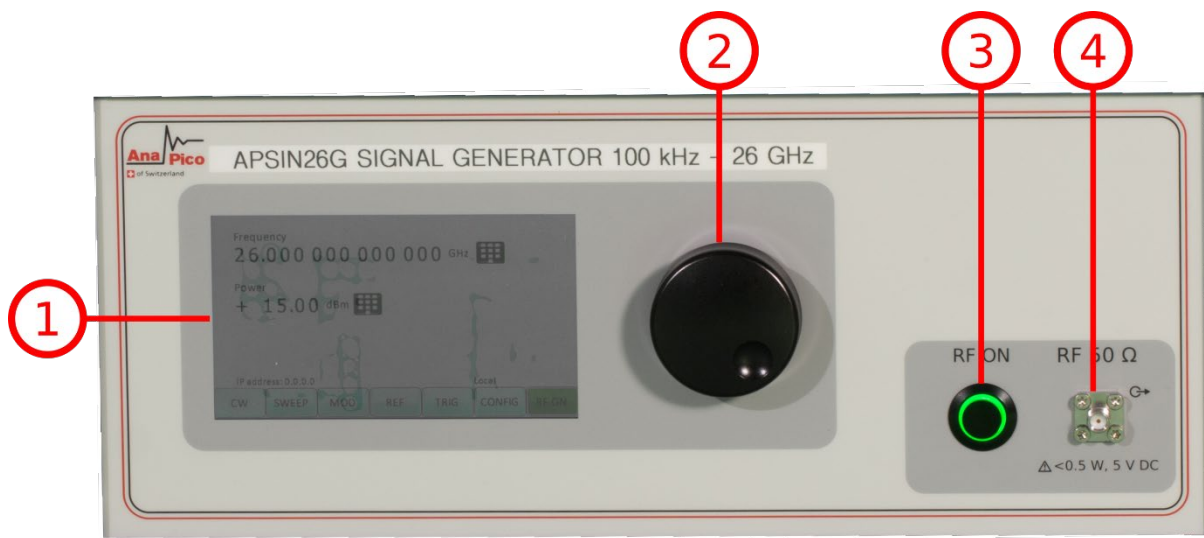 2
3
4
Ana Pico
of Switzerland
APSIN26G SIGNAL GENERATOR 100 kHz - 26 GHz
Frequency
26.000 000 000 000 GHz
Power
+ 15.00 dBm
1
IP address: 0.0.0.0 Local
CW SWEEP MOD REF TRIG CONFIG RF ON
RF ON RF 50 Ω
⚠<0.5 W, 5 V DC